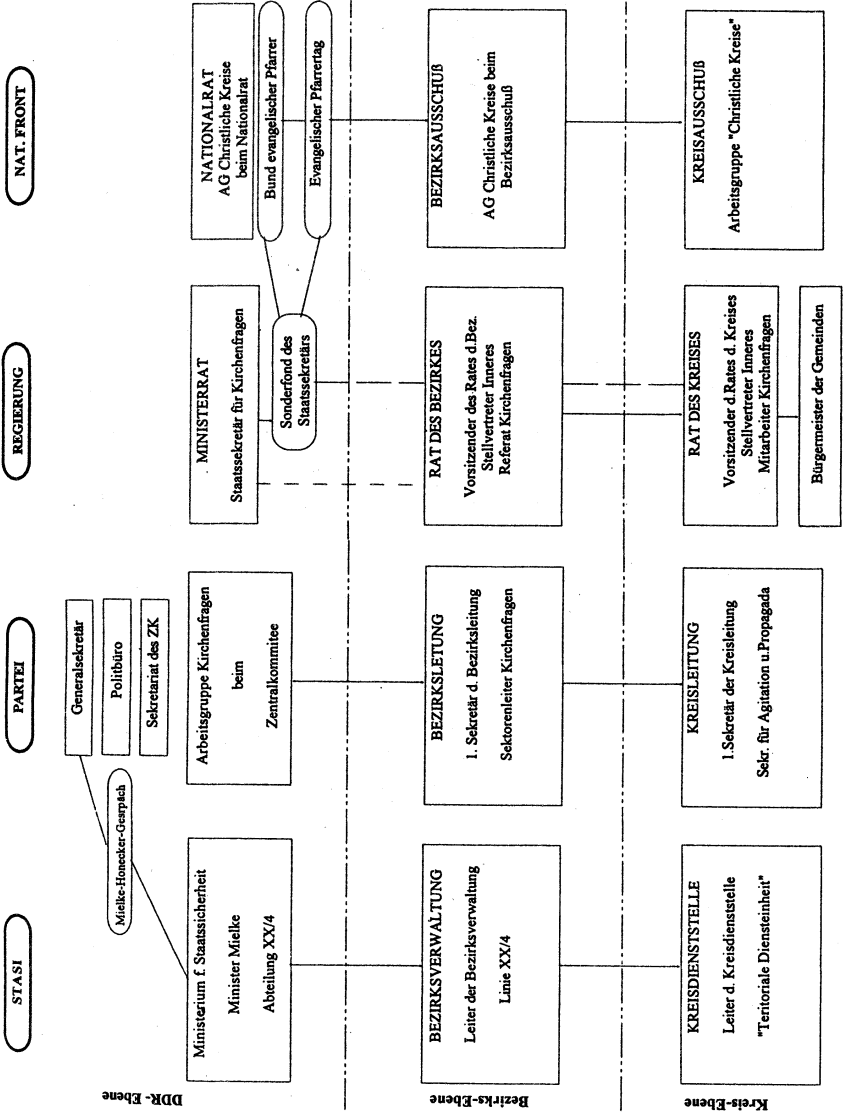 STASI
PARTEI
REGIERUNG
NAT. FRONT
DDR-Ebene
Generalsekretär
Politbüro
Sekretariat des ZK
Mielke-Honecker-Gesrpäch
Ministerium f. Staatssicherheit
Minister Mielke
Abteilung XX/4
Arbeitsgruppe Kirchenfragen
beim
Zentralkommitee
MINISTERRAT
Staatssekretär für Kirchenfragen
Sonderfond des
Staatssekretärs
NATIONALRAT
AG Christliche Kreise
beim Nationalrat
Bund evangelischer Pfarrer
Evangelischer Pfarrertag
Bezirks-Ebene
BEZIRKSVERWALTUNG
Leiter der Bezirksverwaltung
Linie XX/4
BEZIRKSLETUNG
1. Sekretär d. Bezirksleitung
Sektorenleiter Kirchenfragen
RAT DES BEZIRKES
Vorsitzender des Rates d.Bez.
Stellvertreter Inneres
Referat Kirchenfragen
BEZIRKSAUSSCHUß
AG Christliche Kreise beim
Bezirksausschuß
Kreis-Ebene
KREISDIENSTSTELLE
Leiter d. Kreisdienststelle
"Teritoriale Diensteinheit"
KREISLEITUNG
1.Sekretär der Kreisleitung
Sekr. für Agitation u.Propagada
RAT DES KREISES
Vorsitzender d.Rates d. Kreises
Stellvertreter Inneres
Mitarbeiter Kirchenfragen
Bürgermeister der Gemeinden
KREISAUSSCHUß
Arbeitsgruppe "Christliche Kreise"